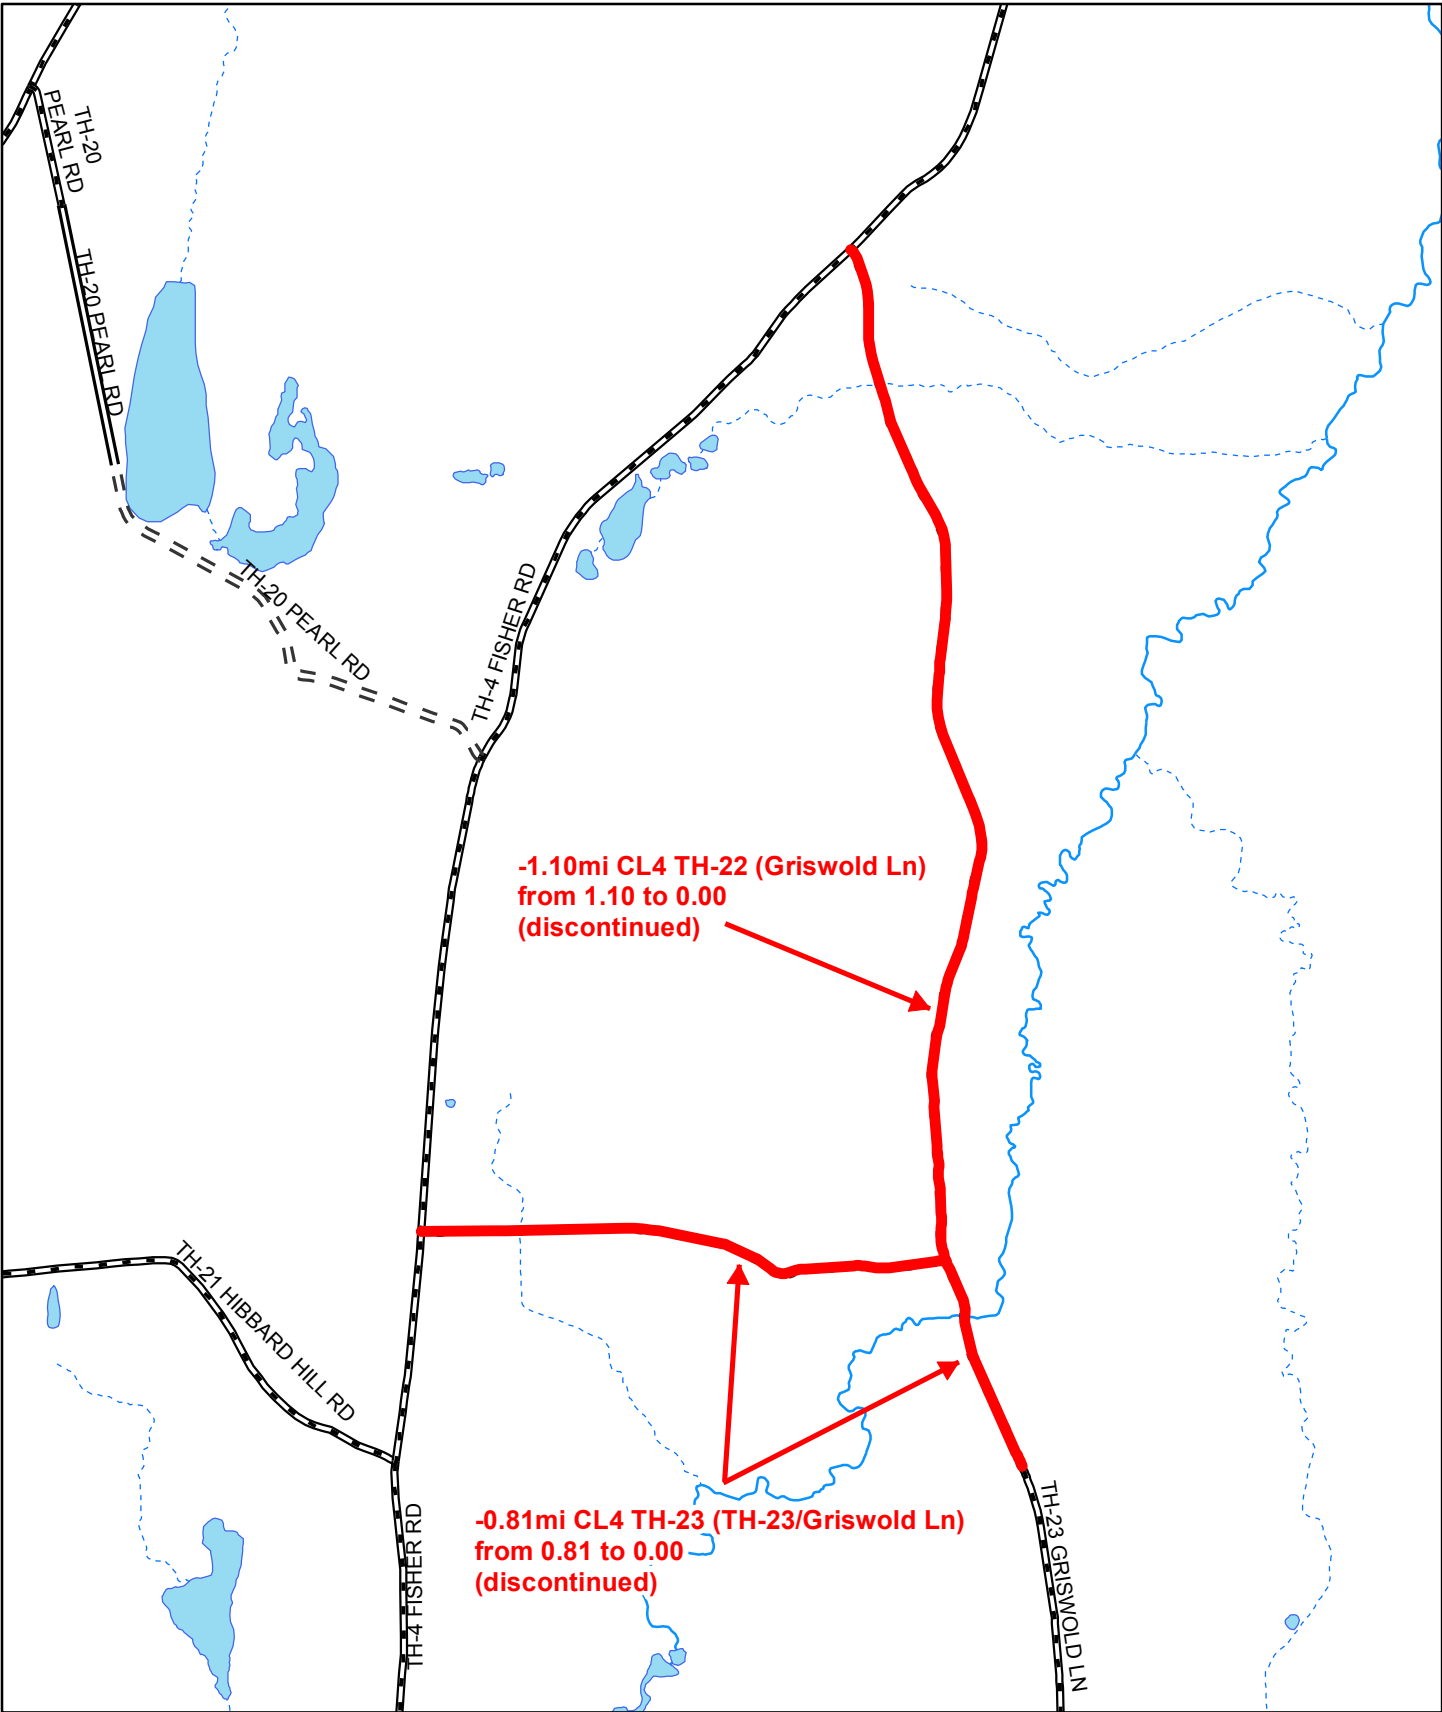 TH-20
PEARL RD
TH-20 PEARL RD
TH-20 PEARL RD
TH-4 FISHER RD
-1.10mi CL4 TH-22 (Griswold Ln)
from 1.10 to 0.00
(discontinued)
TH-21 HIBBARD HILL RD
-0.81mi CL4 TH-23 (TH-23/Griswold Ln)
from 0.81 to 0.00
(discontinued)
TH-4 FISHER RD
TH-23 GRISWOLD LN